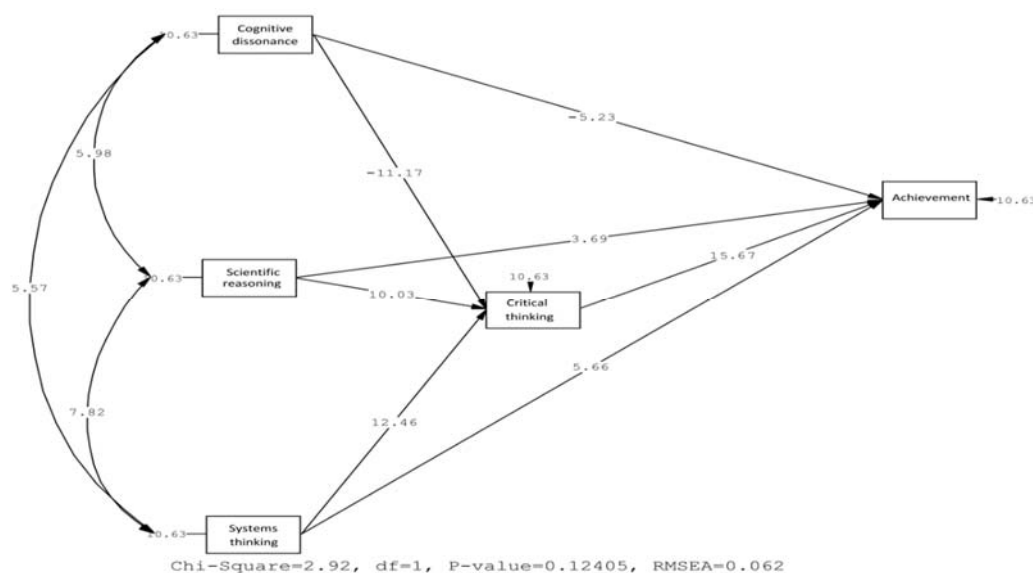 10.63
Cognitive
dissonance
-5.23
5.98
-11.17
Achievement
10.63
3.69
15.67
Scientific
reasoning
0.63
10.63
5.57
10.03
Critical
thinking
5.66
7.82
12.46
Systems
thinking
10.63
Chi-Square=2.92, df=1, P-value=0.12405, RMSEA=0.062